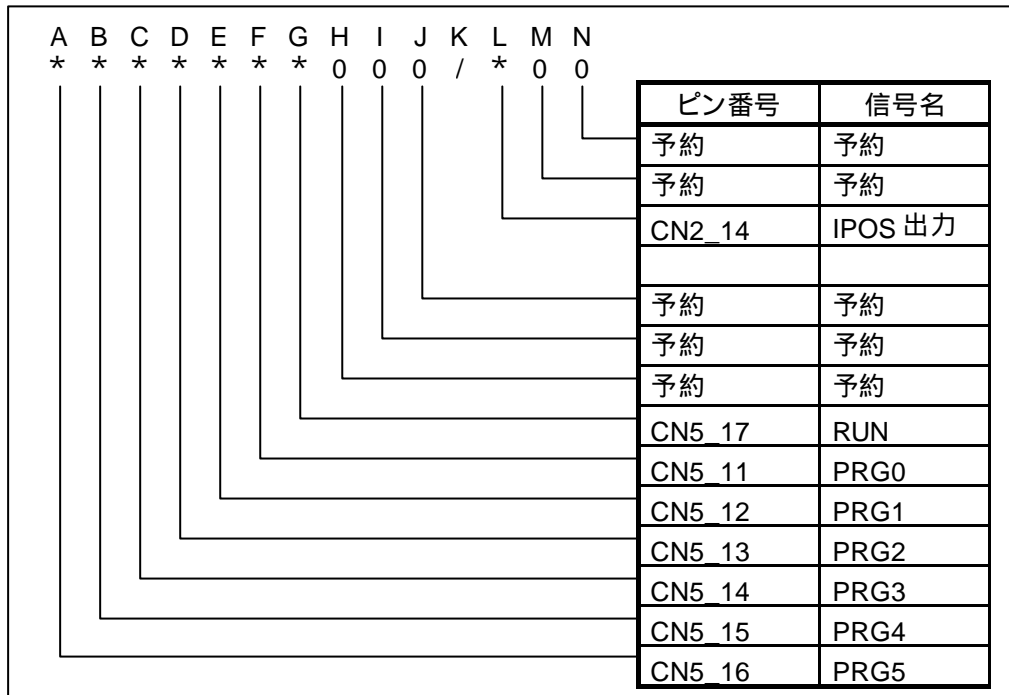 A B C D E F G H I J K L M N
* * * * * * * 0 0 0 / * 0 0
ピン番号 信号名
予約 予約
予約 予約
CN2_14 IPOS 出力
予約 予約
予約 予約
予約 予約
CN5_17 RUN
CN5_11 PRG0
CN5_12 PRG1
CN5_13 PRG2
CN5_14 PRG3
CN5_15 PRG4
CN5_16 PRG5